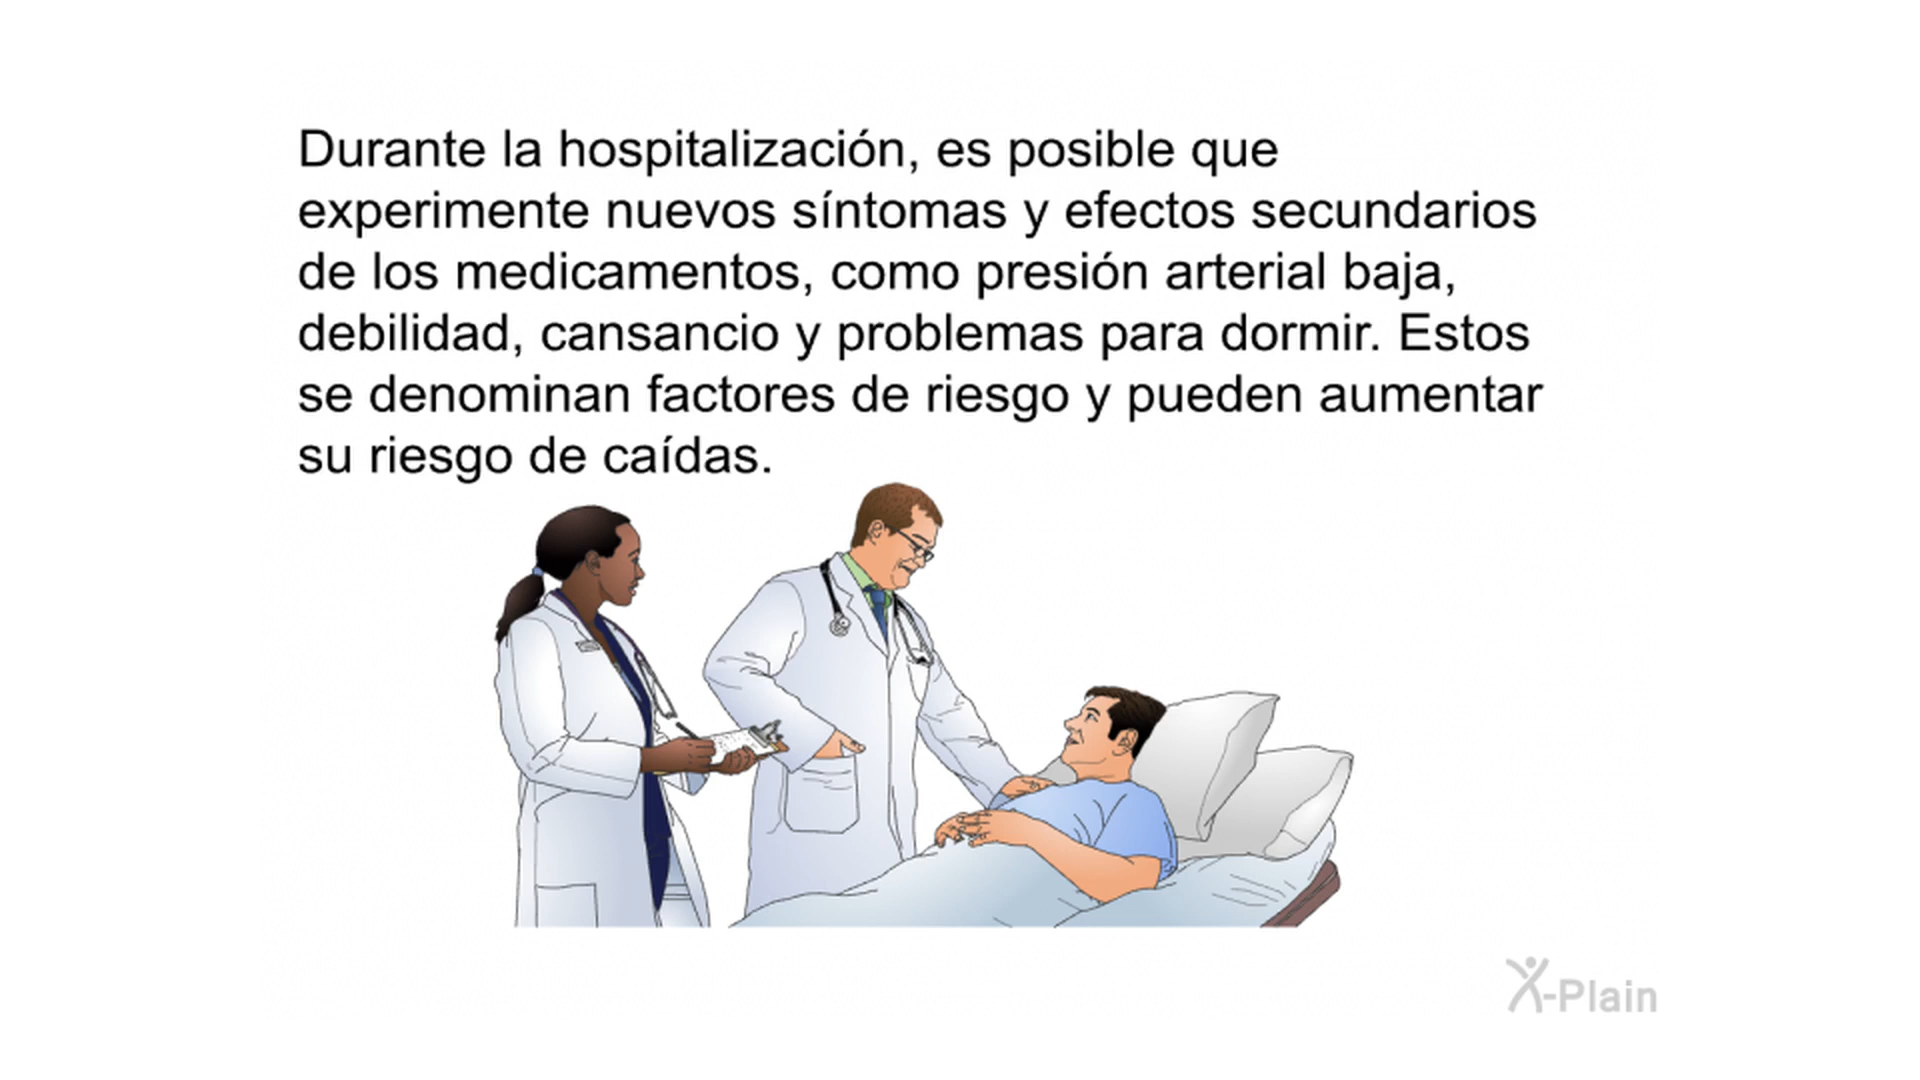 Durante la hospitalización, es posible que
experimente nuevos síntomas y efectos secundarios
de los medicamentos, como presión arterial baja,
debilidad, cansancio y problemas para dormir. Estos
se denominan factores de riesgo y pueden aumentar
su riesgo de caídas.
X-Plain